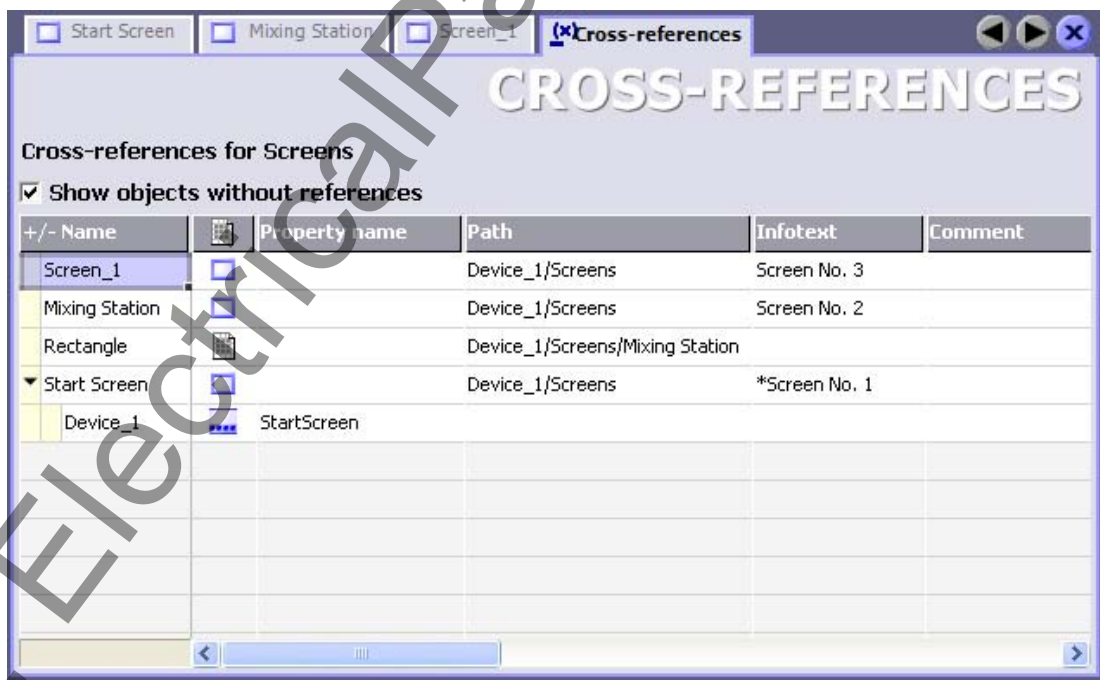 Start Screen Mixing Station Screen_1 (x)Cross-references
CROSS-REFERENCES
Cross-references for Screens
Show objects without references
+/- Name Property name Path Infotext Comment
Screen_1 Device_1/Screens Screen No. 3
Mixing Station Device_1/Screens Screen No. 2
Rectangle Device_1/Screens/Mixing Station
Start Screen Device_1/Screens *Screen No. 1
Device_1 StartScreen